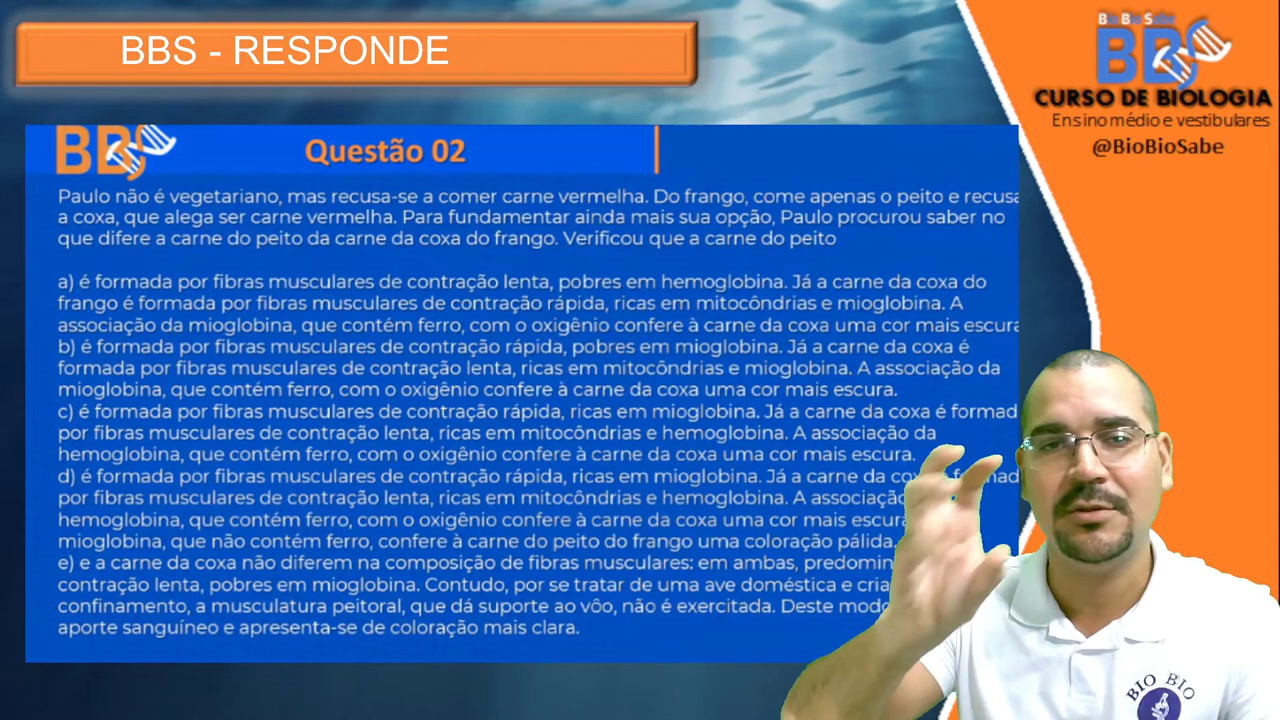 BBS - RESPONDE
Bio Bio Sabe
BBS
CURSO DE BIOLOGIA
Ensino médio e vestibulares
@BioBioSabe
BBS
Questão 02
Paulo não é vegetariano, mas recusa-se a comer carne vermelha. Do frango, come apenas o peito e recusa
a coxa, que alega ser carne vermelha. Para fundamentar ainda mais sua opção, Paulo procurou saber no
que difere a carne do peito da carne da coxa do frango. Verificou que a carne do peito
a) é formada por fibras musculares de contração lenta, pobres em hemoglobina. Já a carne da coxa do
frango é formada por fibras musculares de contração rápida, ricas em mitocôndrias e mioglobina. A
associação da mioglobina, que contém ferro, com o oxigênio confere à carne da coxa uma cor mais escura
b) é formada por fibras musculares de contração rápida, pobres em mioglobina. Já a carne da coxa é
formada por fibras musculares de contração lenta, ricas em mitocôndrias e mioglobina. A associação da
mioglobina, que contém ferro, com o oxigênio confere à carne da coxa uma cor mais escura.
c) é formada por fibras musculares de contração rápida, ricas em mioglobina. Já a carne da coxa é formad
por fibras musculares de contração lenta, ricas em mitocôndrias e hemoglobina. A associação da
hemoglobina, que contém ferro, com o oxigênio confere à carne da coxa uma cor mais escura.
d) é formada por fibras musculares de contração rápida, ricas em mioglobina. Já a carne da
por fibras musculares de contração lenta, ricas em mitocôndrias e hemoglobina. A associação
hemoglobina, que contém ferro, com o oxigênio confere à carne da coxa uma cor mais escura
mioglobina, que não contém ferro, confere à carne do peito do frango uma coloração pálida.
e) e a carne da coxa não diferem na composição de fibras musculares: em ambas, predomin
contração lenta, pobres em mioglobina. Contudo, por se tratar de uma ave doméstica e cria
confinamento, a musculatura peitoral, que dá suporte ao vôo, não é exercitada. Deste modo
aporte sanguíneo e apresenta-se de coloração mais clara.
BIO BIO